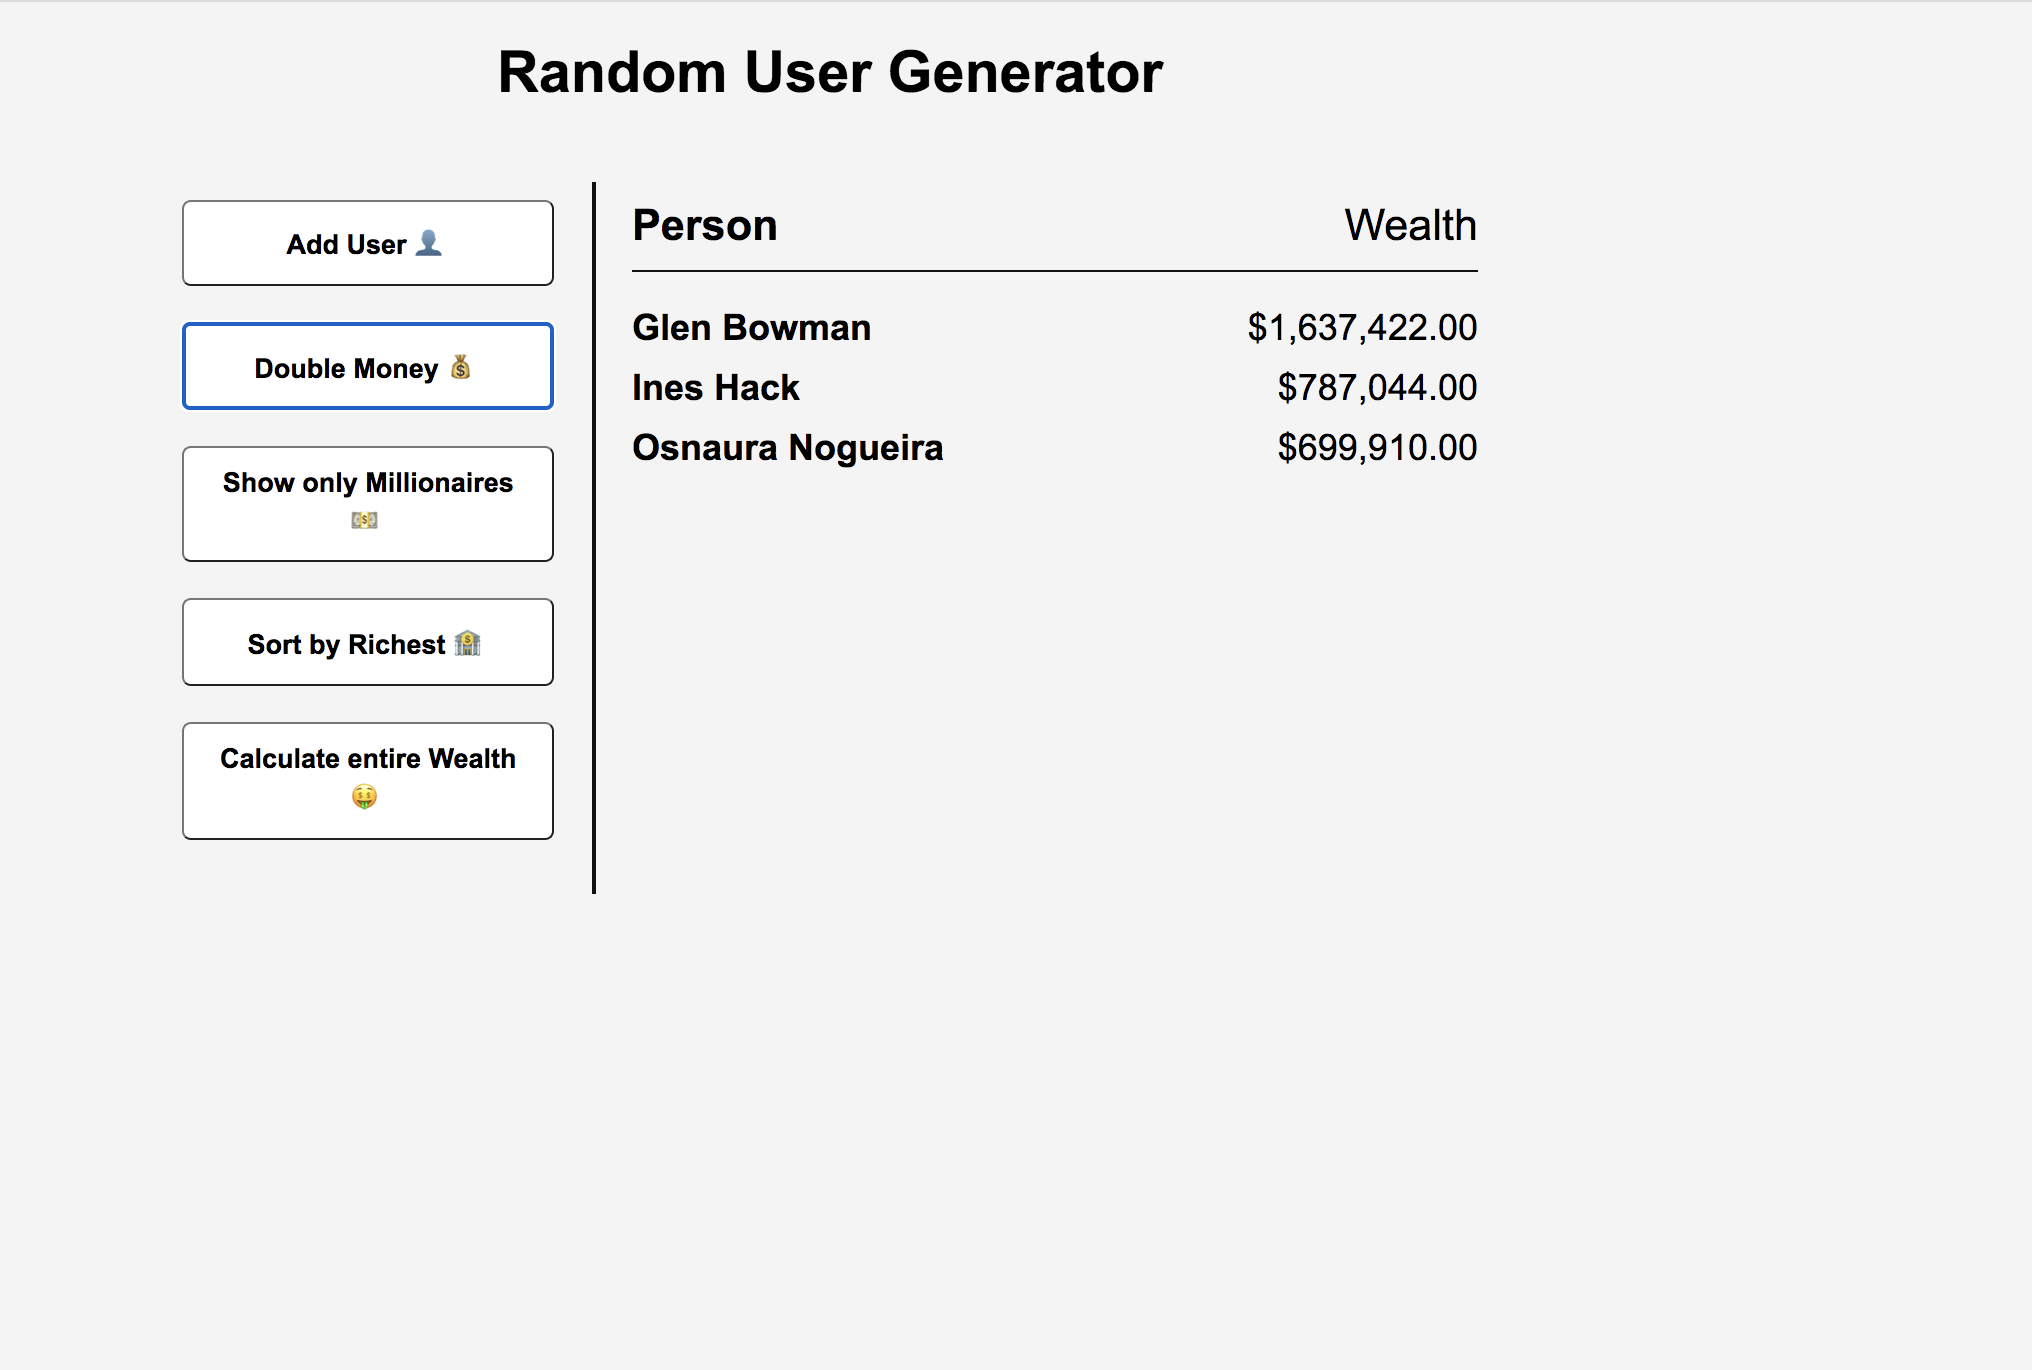 Random User Generator
Add User 👤
Double Money 💰
Show only Millionaires
💵
Sort by Richest 🏦
Calculate entire Wealth
🤑
Person Wealth
Glen Bowman $1,637,422.00
Ines Hack $787,044.00
Osnaura Nogueira $699,910.00